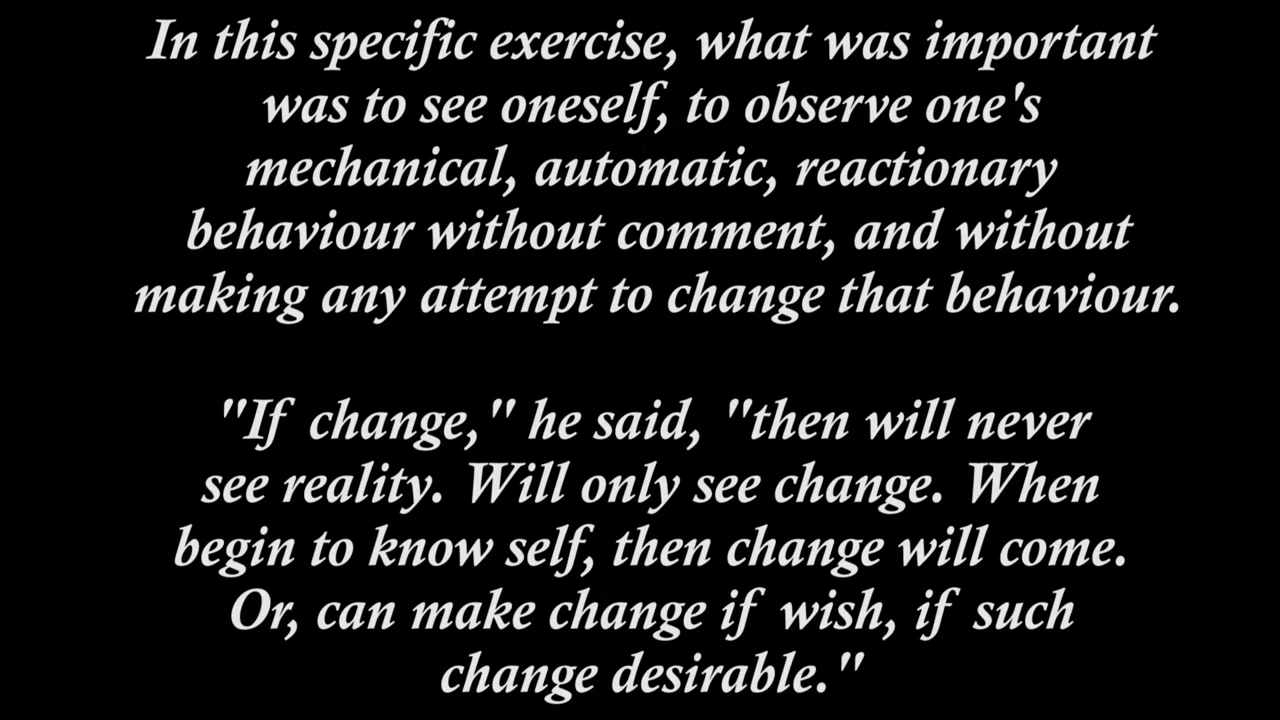 In this specific exercise, what was important
was to see oneself, to observe one's
mechanical, automatic, reactionary
behaviour without comment, and without
making any attempt to change that behaviour.
"If change," he said, "then will never
see reality. Will only see change. When
begin to know self, then change will come.
Or, can make change if wish, if such
change desirable."